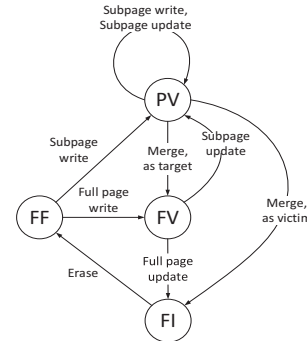 Subpage write,
Subpage update
PV
Subpage
write
Merge,
as target
Subpage
update
Full page
write
Merge,
as victim
FF
FV
Full page
update
Erase
FI